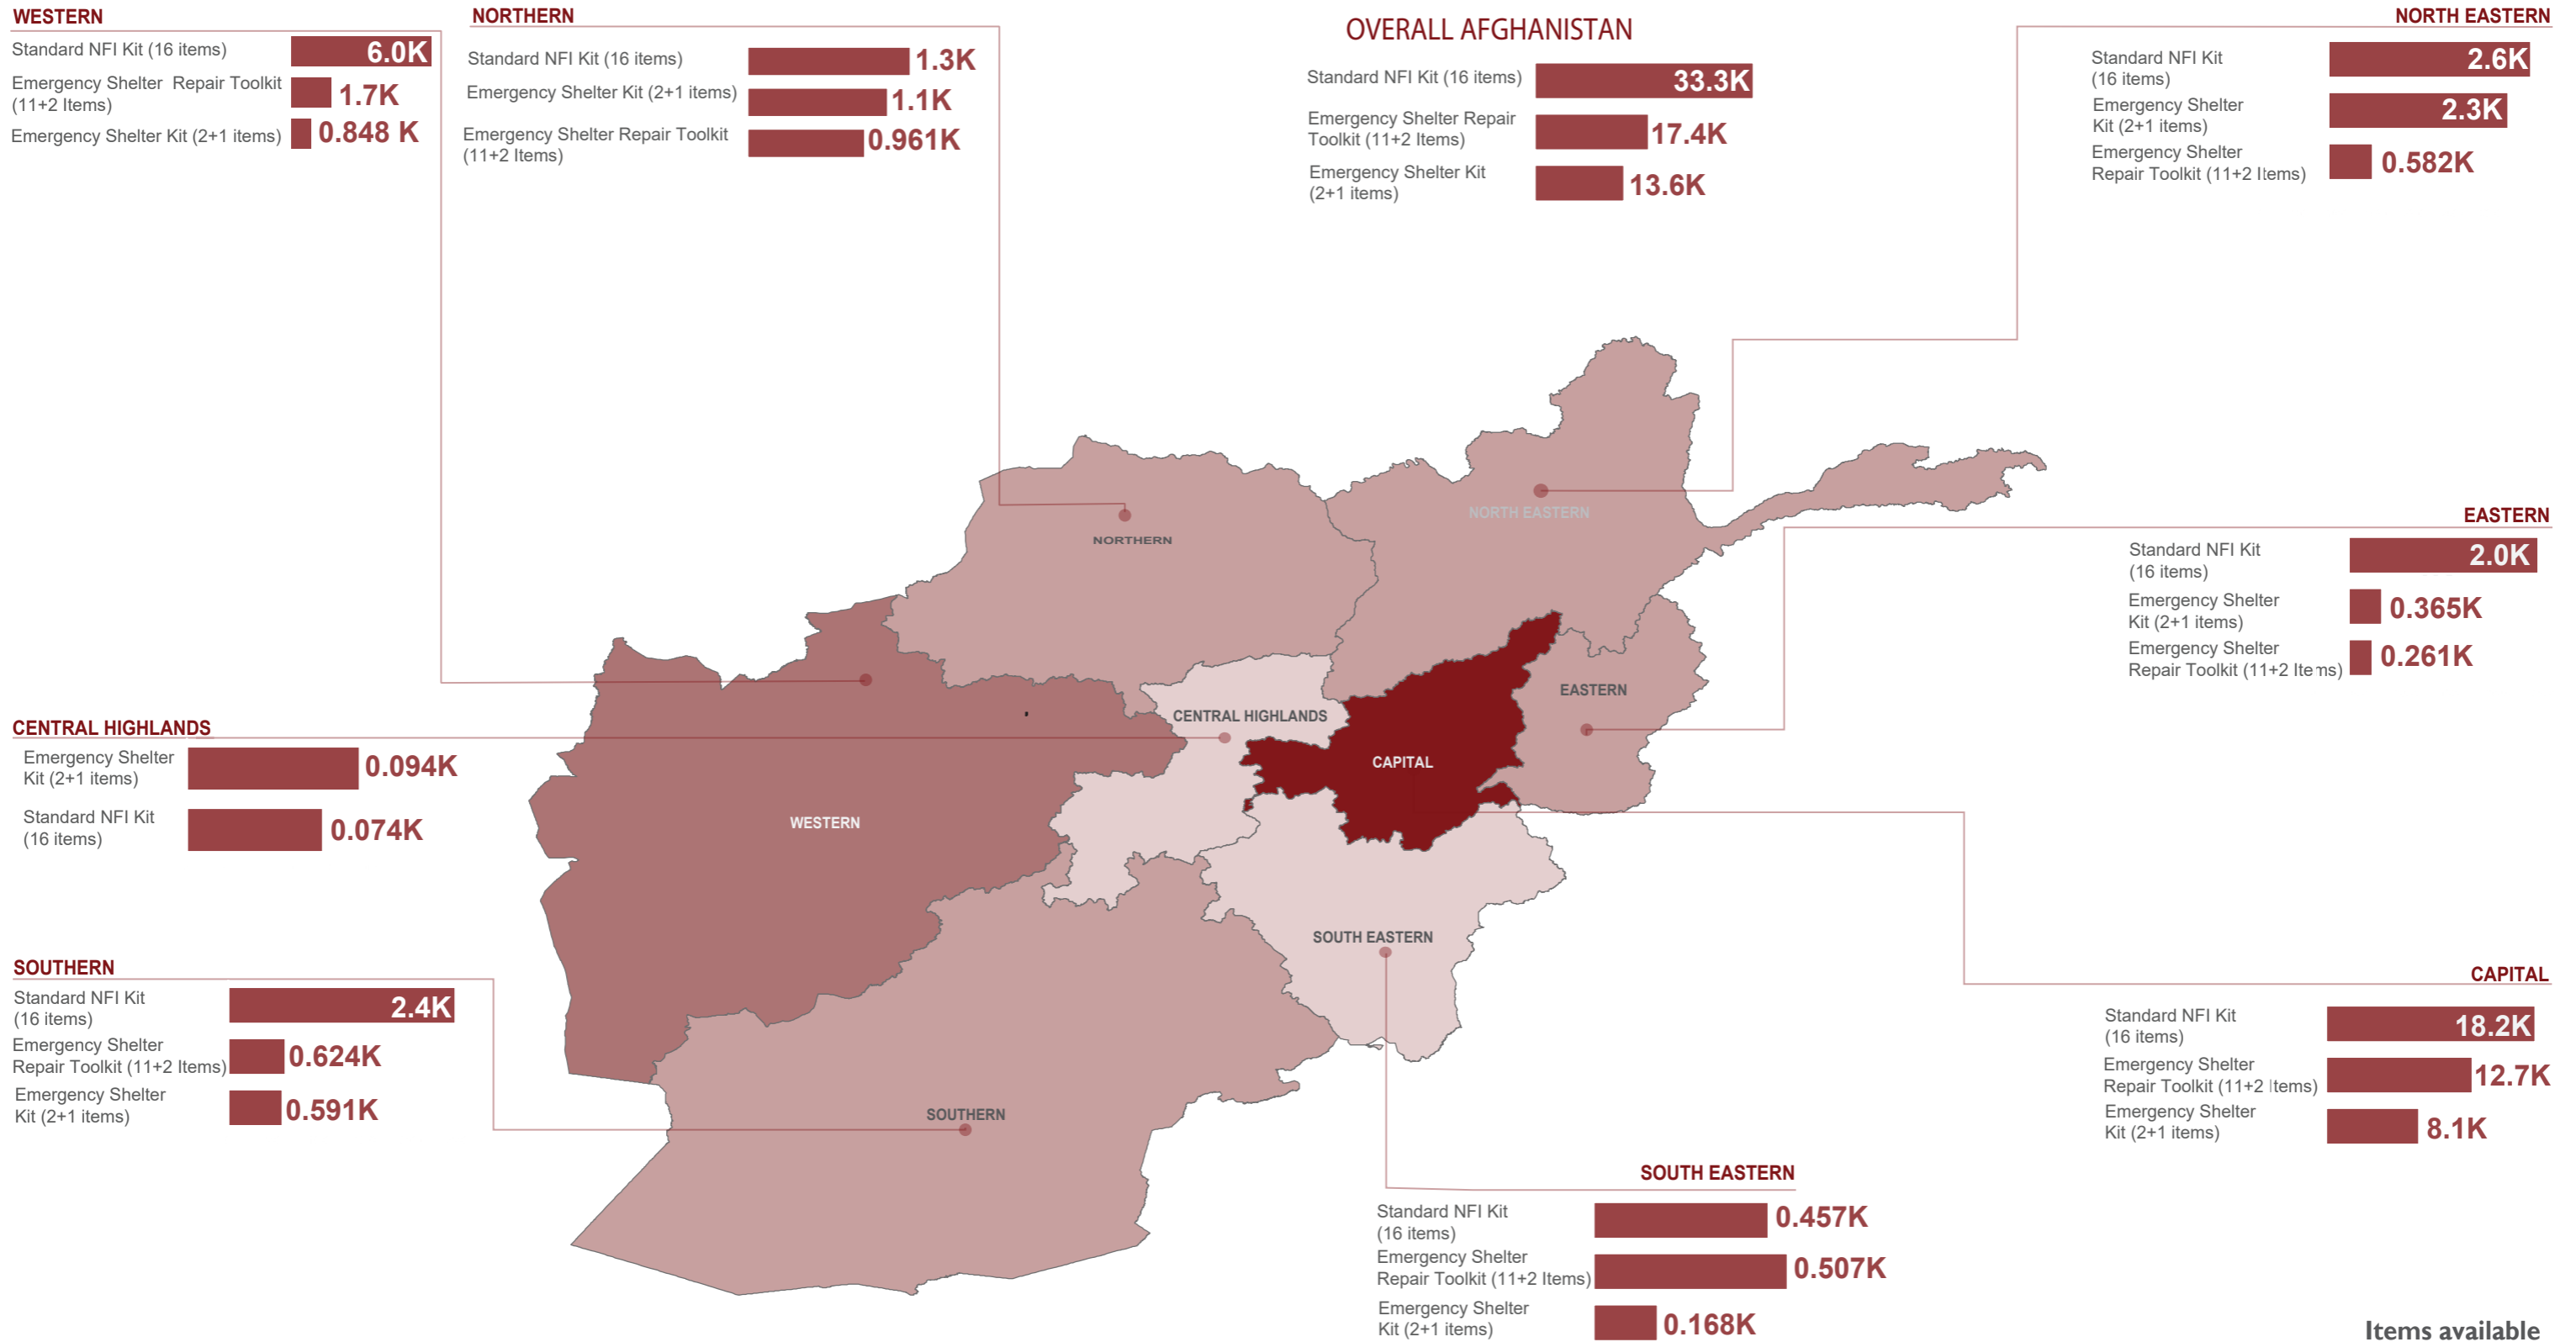 WESTERN
Standard NFI Kit (16 items)
6.0K
Emergency Shelter Repair Toolkit
(11+2 Items)
1.7K
Emergency Shelter Kit (2+1 items)
0.848 K
NORTHERN
Standard NFI Kit (16 items)
1.3K
Emergency Shelter Kit (2+1 items)
1.1K
Emergency Shelter Repair Toolkit
(11+2 Items)
0.961K
OVERALL AFGHANISTAN
Standard NFI Kit (16 items)
33.3K
Emergency Shelter Repair
Toolkit (11+2 Items)
17.4K
Emergency Shelter Kit
(2+1 items)
13.6K
NORTH EASTERN
Standard NFI Kit
(16 items)
2.6K
Emergency Shelter
Kit (2+1 items)
2.3K
Emergency Shelter
Repair Toolkit (11+2 Items)
0.582K
EASTERN
Standard NFI Kit
(16 items)
2.0K
Emergency Shelter
Kit (2+1 items)
0.365K
Emergency Shelter
Repair Toolkit (11+2 Items)
0.261K
NORTH EASTERN
NORTHERN
EASTERN
CENTRAL HIGHLANDS
CAPITAL
WESTERN
SOUTH EASTERN
SOUTHERN
CENTRAL HIGHLANDS
Emergency Shelter
Kit (2+1 items)
0.094K
Standard NFI Kit
(16 items)
0.074K
SOUTHERN
Standard NFI Kit
(16 items)
2.4K
Emergency Shelter
Repair Toolkit (11+2 Items)
0.624K
Emergency Shelter
Kit (2+1 items)
0.591K
CAPITAL
Standard NFI Kit
(16 items)
18.2K
Emergency Shelter
Repair Toolkit (11+2 Items)
12.7K
Emergency Shelter
Kit (2+1 items)
8.1K
SOUTH EASTERN
Standard NFI Kit
(16 items)
0.457K
Emergency Shelter
Repair Toolkit (11+2 Items)
0.507K
Emergency Shelter
Kit (2+1 items)
0.168K
Items available